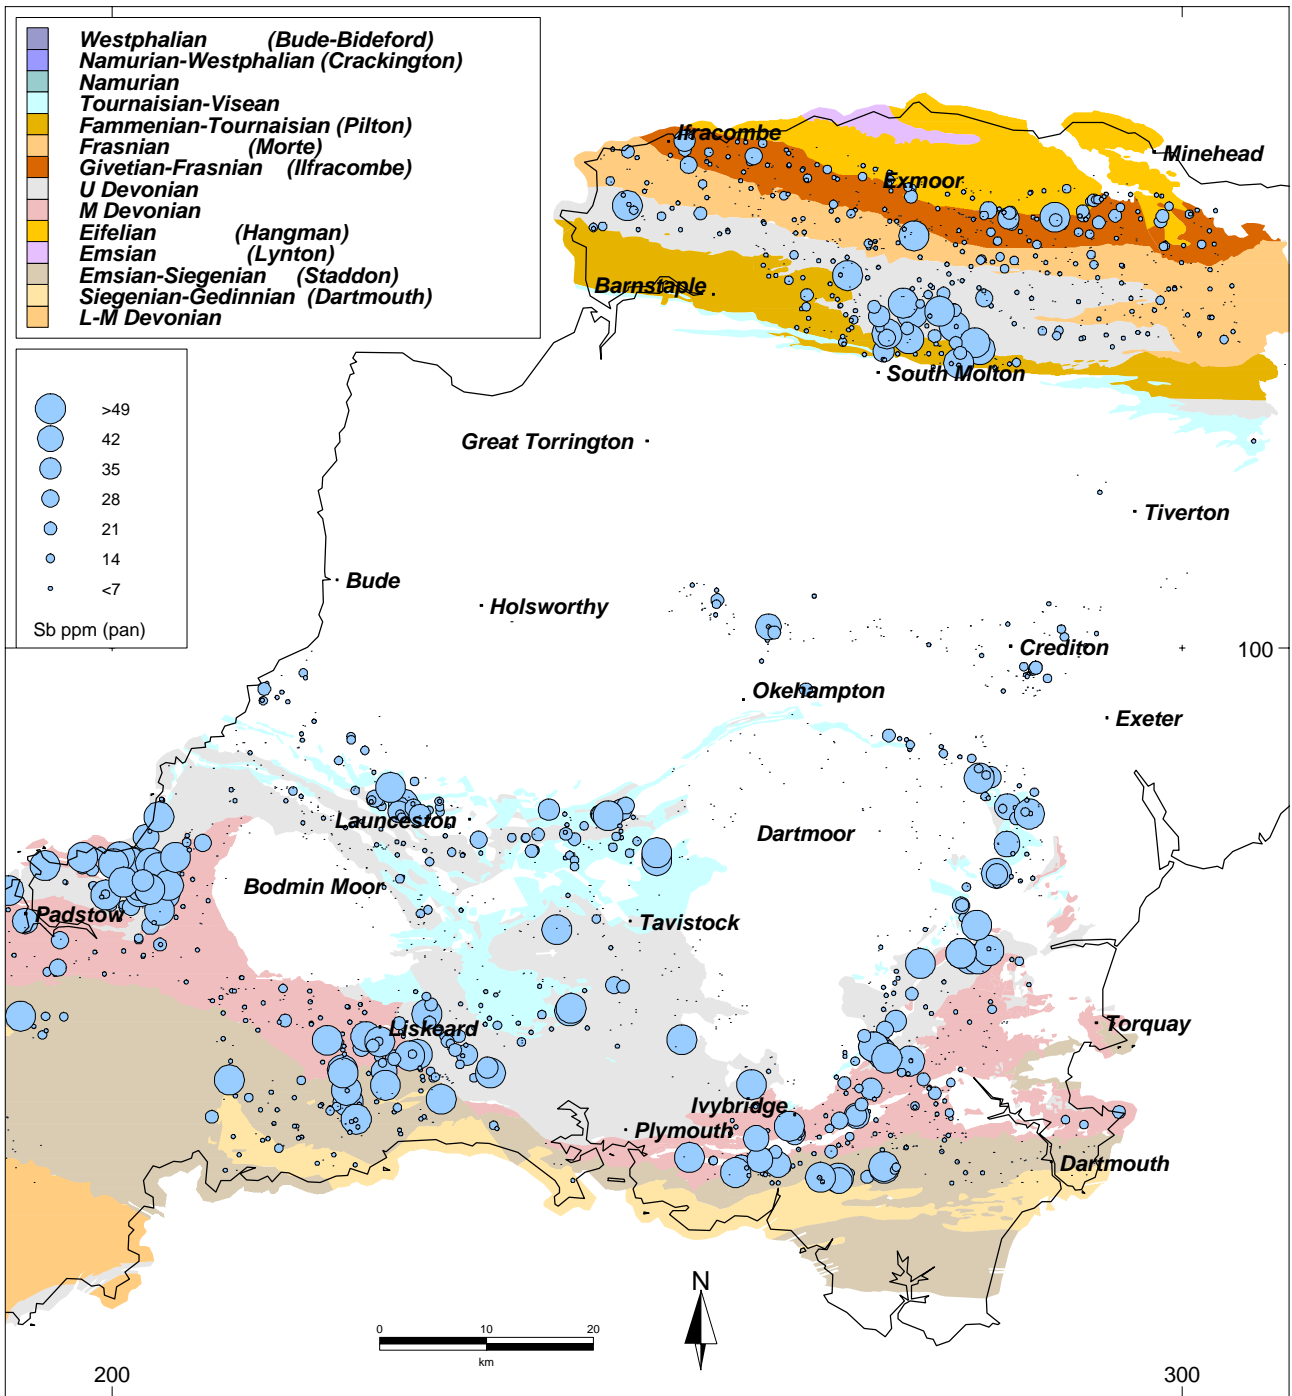 Westphalian (Bude-Bideford)
Namurian-Westphalian (Crackington)
Namurian
Tournaisian-Visean
Fammenian-Tournaisian (Pilton)
Frasnian (Morte)
Givetian-Frasnian (Ilfracombe)
U Devonian
M Devonian
Eifelian (Hangman)
Emsian (Lynton)
Emsian-Siegenian (Staddon)
Siegenian-Gedinnian (Dartmouth)
L-M Devonian
>49
42
35
28
21
14
<7
Sb ppm (pan)
Ilfracombe
Minehead
Exmoor
Barnstaple
South Molton
Great Torrington
Tiverton
Bude
Holsworthy
Crediton
100
Okehampton
Exeter
Launceston
Dartmoor
Bodmin Moor
Padstow
Tavistock
Liskeard
Torquay
Ivybridge
Plymouth
Dartmouth
N
0 10 20
km
200 300